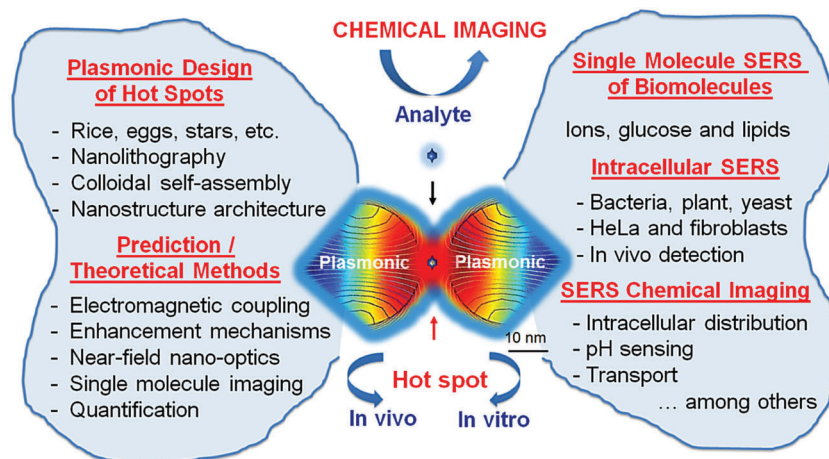 CHEMICAL IMAGING
Plasmonic Design
of Hot Spots
- Rice, eggs, stars, etc.
- Nanolithography
- Colloidal self-assembly
- Nanostructure architecture
Prediction /
Theoretical Methods
- Electromagnetic coupling
- Enhancement mechanisms
- Near-field nano-optics
- Single molecule imaging
- Quantification
Analyte
Plasmonic
Plasmonic
10 nm
Hot spot
In vivo
In vitro
Single Molecule SERS
of Biomolecules
Ions, glucose and lipids
Intracellular SERS
- Bacteria, plant, yeast
- HeLa and fibroblasts
- In vivo detection
SERS Chemical Imaging
- Intracellular distribution
- pH sensing
- Transport
... among others